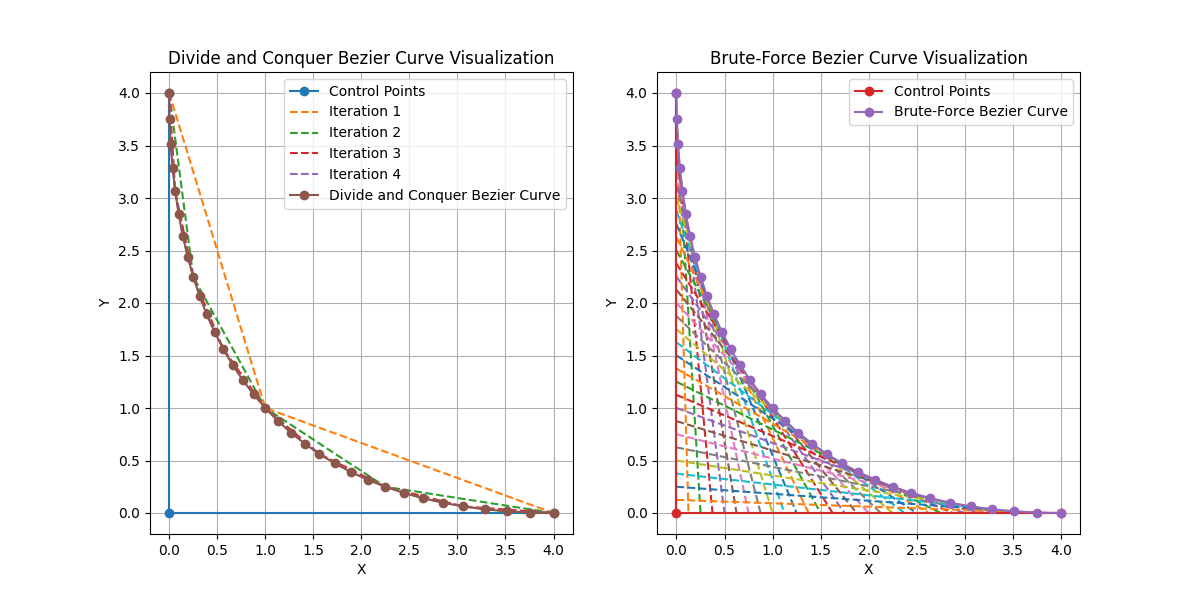 Divide and Conquer Bezier Curve Visualization
Control Points
Iteration 1
Iteration 2
Iteration 3
Iteration 4
Divide and Conquer Bezier Curve
4.0
3.5
3.0
2.5
2.0
1.5
1.0
0.5
0.0
Y
0.0 0.5 1.0 1.5 2.0 2.5 3.0 3.5 4.0
X
Brute-Force Bezier Curve Visualization
Control Points
Brute-Force Bezier Curve
4.0
3.5
3.0
2.5
2.0
1.5
1.0
0.5
0.0
Y
0.0 0.5 1.0 1.5 2.0 2.5 3.0 3.5 4.0
X